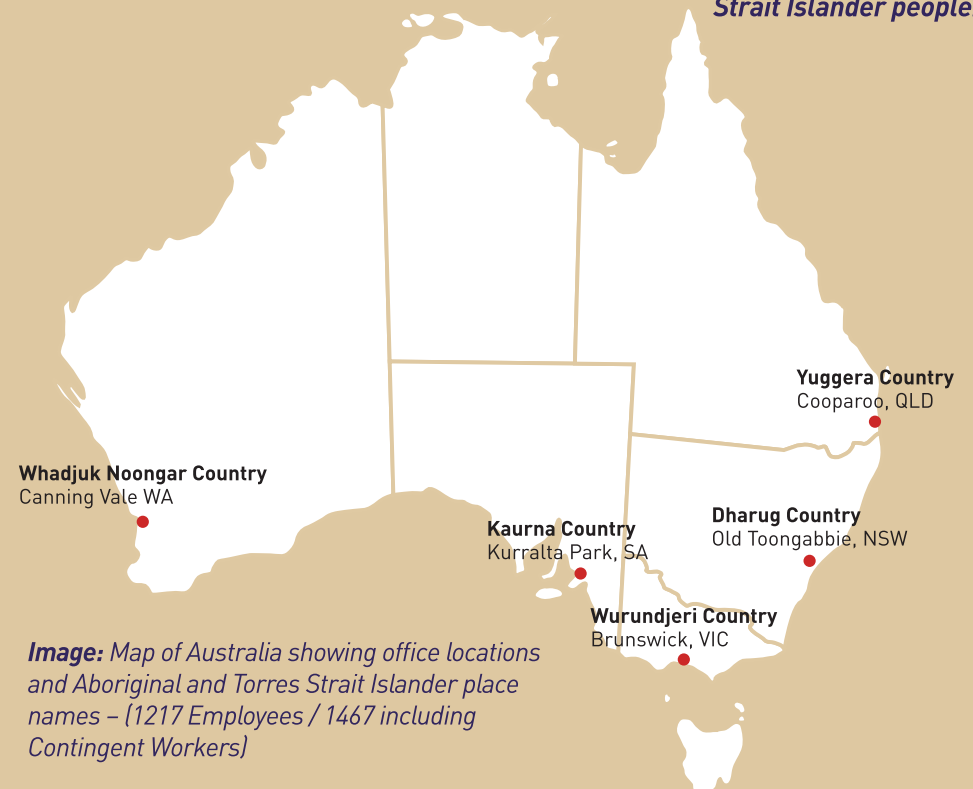 Strait Islander people
Yuggera Country
Cooparoo, QLD
Whadjuk Noongar Country
Canning Vale WA
Dharug Country
Old Toongabbie, NSW
Kaurna Country
Kurralta Park, SA
Wurundjeri Country
Brunswick, VIC
Image: Map of Australia showing office locations
and Aboriginal and Torres Strait Islander place
names – (1217 Employees / 1467 including
Contingent Workers)